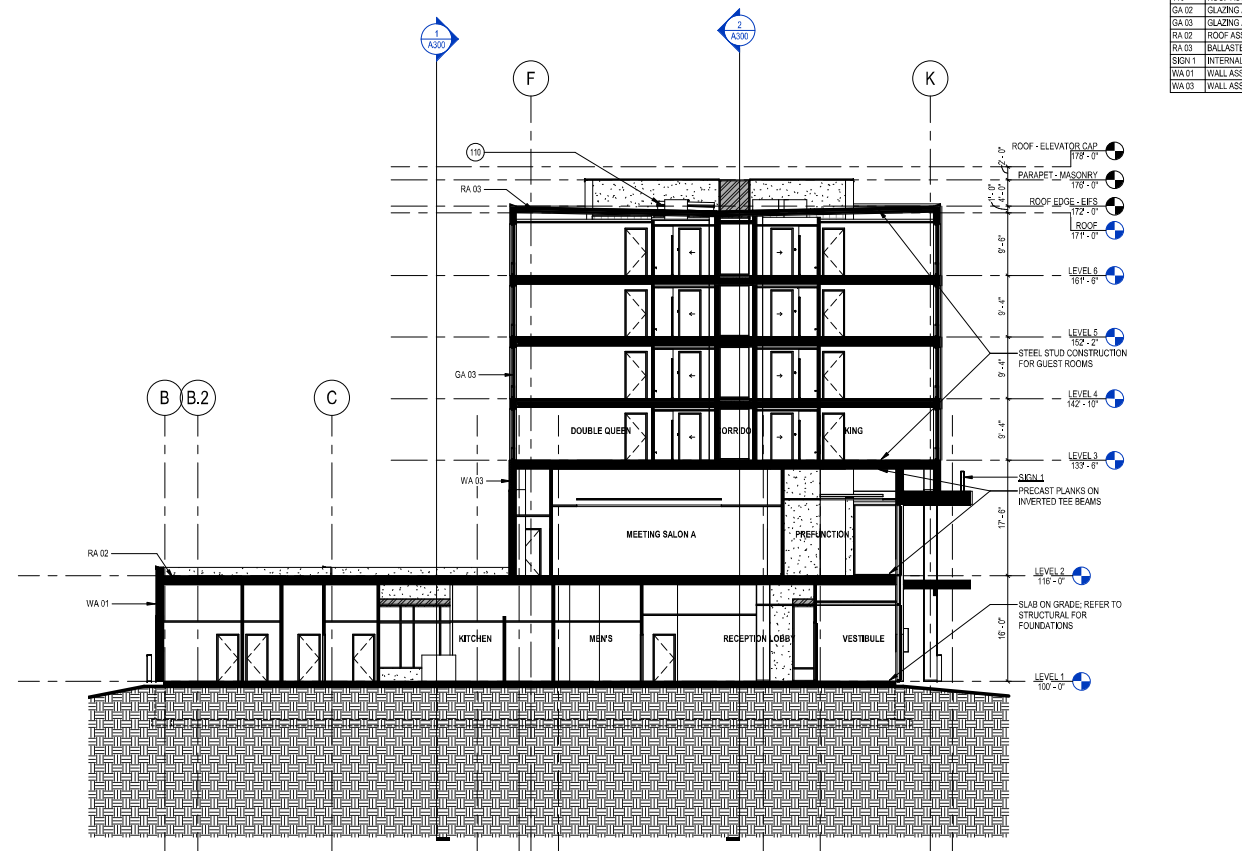 GA 02 GLAZING
GA 03 GLAZING
RA 02 ROOF
RA 03
SIGN 1
WA 01 WALL
WA 03 WALL
1
A300
2
A300
F
K
110
RA 03
ROOF - ELEVATOR CAP
178' - 0"
2' - 0"
PARAPET - MASONRY
176' - 0"
4' - 0"
1' - 0"
ROOF EDGE - EIFS
172' - 0"
ROOF
171' - 0"
9' - 6"
LEVEL 6
161' - 6"
9' - 4"
LEVEL 5
152' - 2"
STEEL STUD CONSTRUCTION
FOR GUEST ROOMS
9' - 4"
GA 03
B
B.2
C
LEVEL 4
142' - 10"
9' - 4"
DOUBLE QUEEN
KING
LEVEL 3
133' - 6"
WA 03
SIGN 1
PRECAST PLANKS ON
INVERTED TEE BEAMS
17' - 6"
MEETING SALON A
PREFUNCTION
RA 02
LEVEL 2
116' - 0"
WA 01
SLAB ON GRADE; REFER TO
STRUCTURAL FOR
FOUNDATIONS
16' - 0"
KITCHEN
MEN'S
RECEPTION LOBBY
VESTIBULE
LEVEL 1
100' - 0"